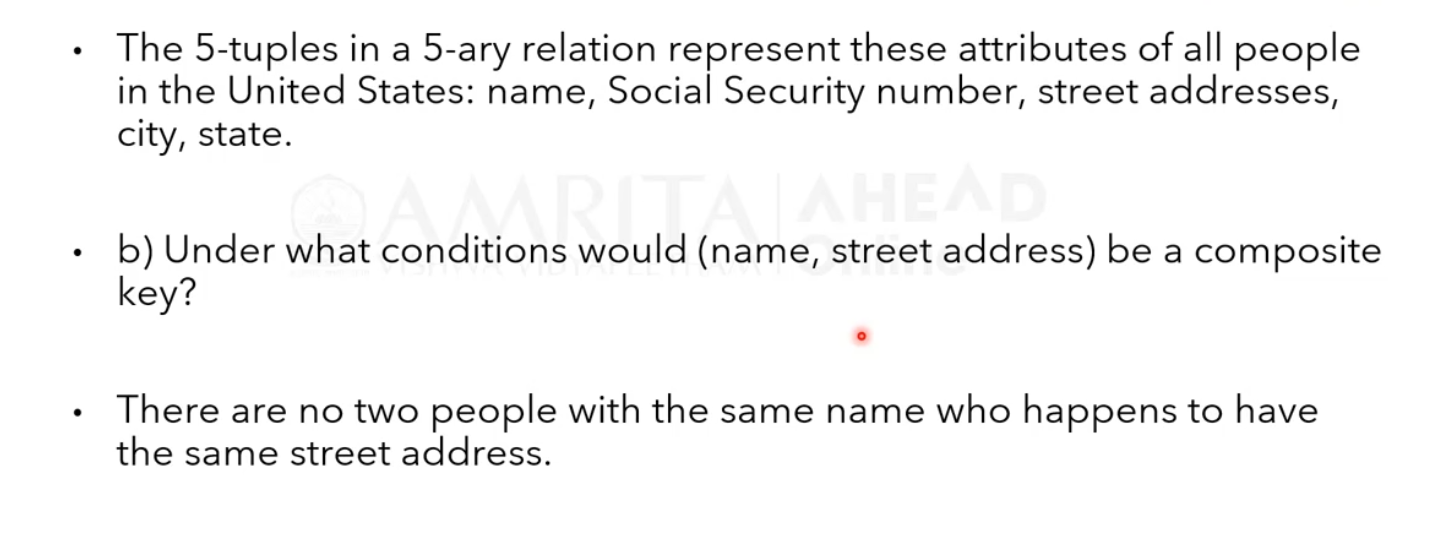 • The 5-tuples in a 5-ary relation represent these attributes of all people
in the United States: name, Social Security number, street addresses,
city, state.
AMRITA AHEAD
VISHWA VIDYAPEETHAM Online
• b) Under what conditions would (name, street address) be a composite
key?
• There are no two people with the same name who happens to have
the same street address.